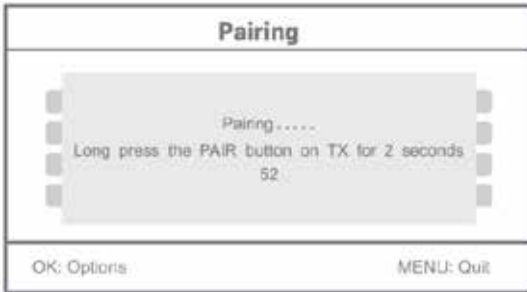 Pairing
Pairing.....
Long press the PAIR button on TX for 2 seconds
52
OK: Options
MENU: Quit